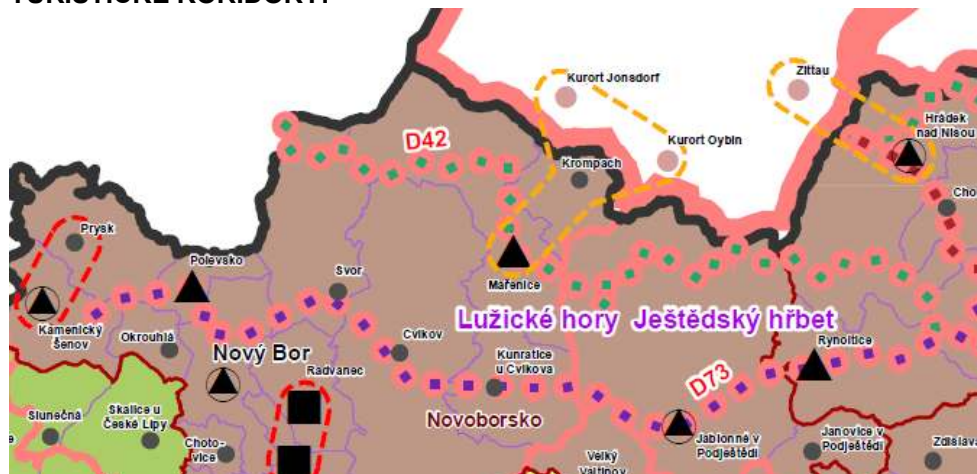 TURISTICKÉ KORIDORY:
Kurort Jonsdorf
Zittau
Hrádek
nad Nisou
D42
Kurort Oybin
Krompach
Prysk
Polevsko
Svor
Mařenice
Kamenický
Šenov
Okrouhlá
Cvikov
Lužické hory Ještědský hřbet
Rynoltice
Nový Bor
Radvanec
Kunratice
u Cvikova
D73
Novoborsko
Slunečná
Skalice u
České Lípy
Choto-
vice
Jablonné v
Podještědí
Janovice v
Podještědí
Velký
Valtinov